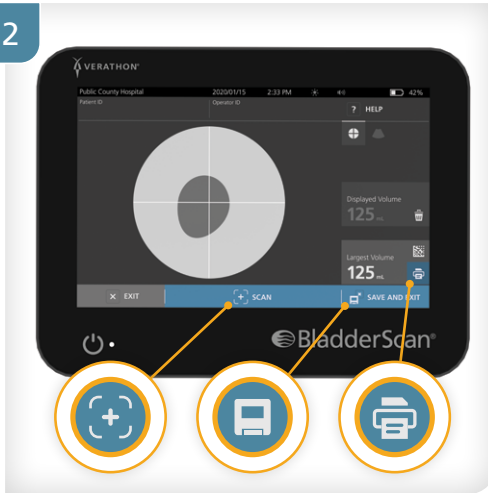 2
VERATHON®
Public County Hospital 2020/01/15 2:33 PM 42%
Patient ID Operator ID
? HELP
Displayed Volume
125 mL
Largest Volume
125 mL
× EXIT SCAN SAVE AND EXIT
BladderScan®